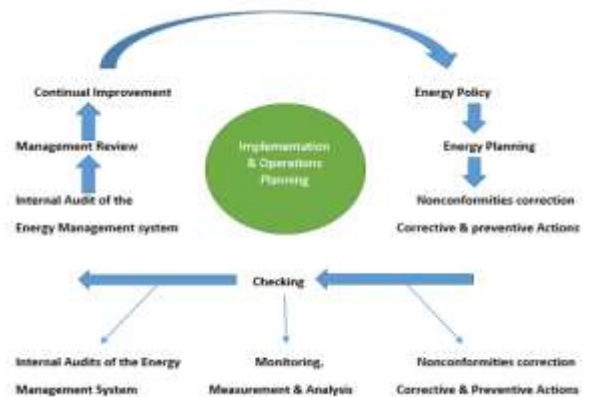 Continual Improvement
Energy Policy
Management Review
Implementation
& Operations
Planning
Energy Planning
Internal Audit of the
Energy Management system
Nonconformities correction
Corrective & preventive Actions
Checking
Internal Audits of the Energy
Management System
Monitoring,
Measurement & Analysis
Nonconformities correction
Corrective & Preventive Actions